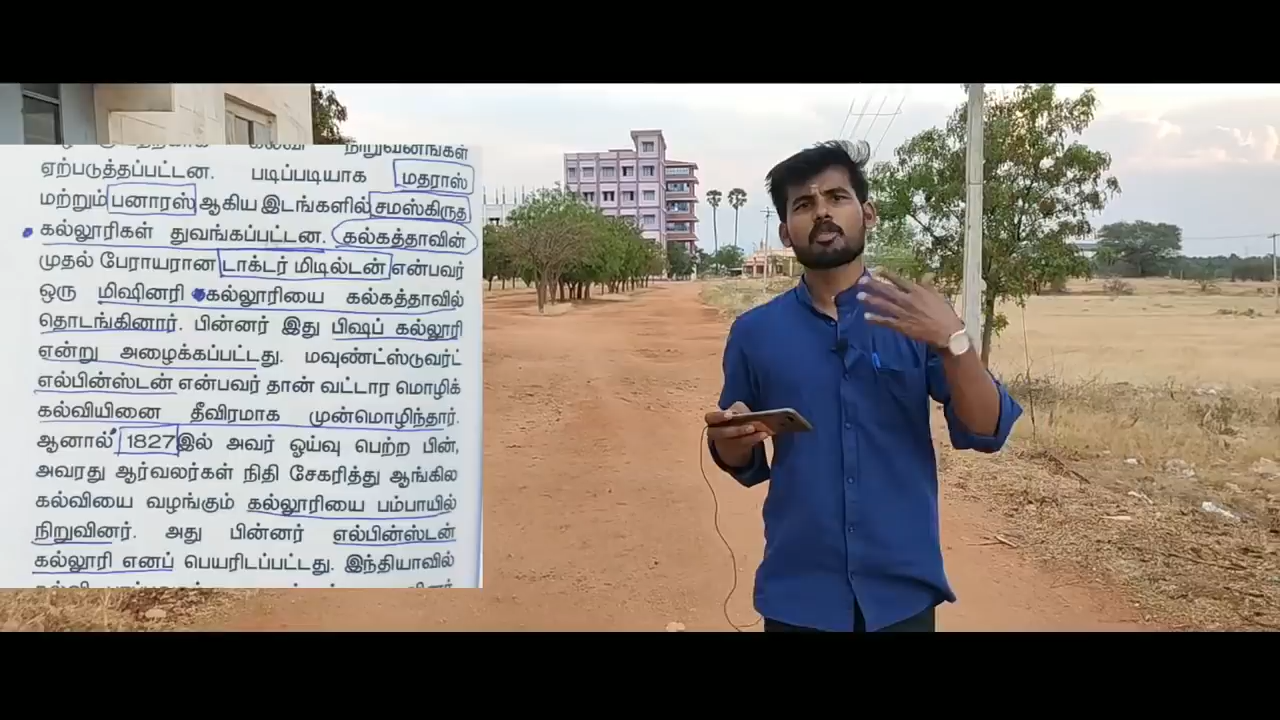 கல்வி நிறுவனங்கள்
ஏற்படுத்தப்பட்டன. படிப்படியாக மதராஸ்
மற்றும் பனாரஸ் ஆகிய இடங்களில் சமஸ்கிருத
கல்லூரிகள் துவங்கப்பட்டன. கல்கத்தாவின்
முதல் பேராயரான டாக்டர் மிடில்டன் என்பவர்
ஒரு மிஷினரி கல்லூரியை கல்கத்தாவில்
தொடங்கினார். பின்னர் இது பிஷப் கல்லூரி
என்று அழைக்கப்பட்டது. மவுண்ட்ஸ்டுவர்ட்
எல்பின்ஸ்டன் என்பவர் தான் வட்டார மொழிக்
கல்வியினை தீவிரமாக முன்மொழிந்தார்.
ஆனால் 1827இல் அவர் ஓய்வு பெற்ற பின்,
அவரது ஆர்வலர்கள் நிதி சேகரித்து ஆங்கில
கல்வியை வழங்கும் கல்லூரியை பம்பாயில்
நிறுவினர். அது பின்னர் எல்பின்ஸ்டன்
கல்லூரி எனப் பெயரிடப்பட்டது. இந்தியாவில்